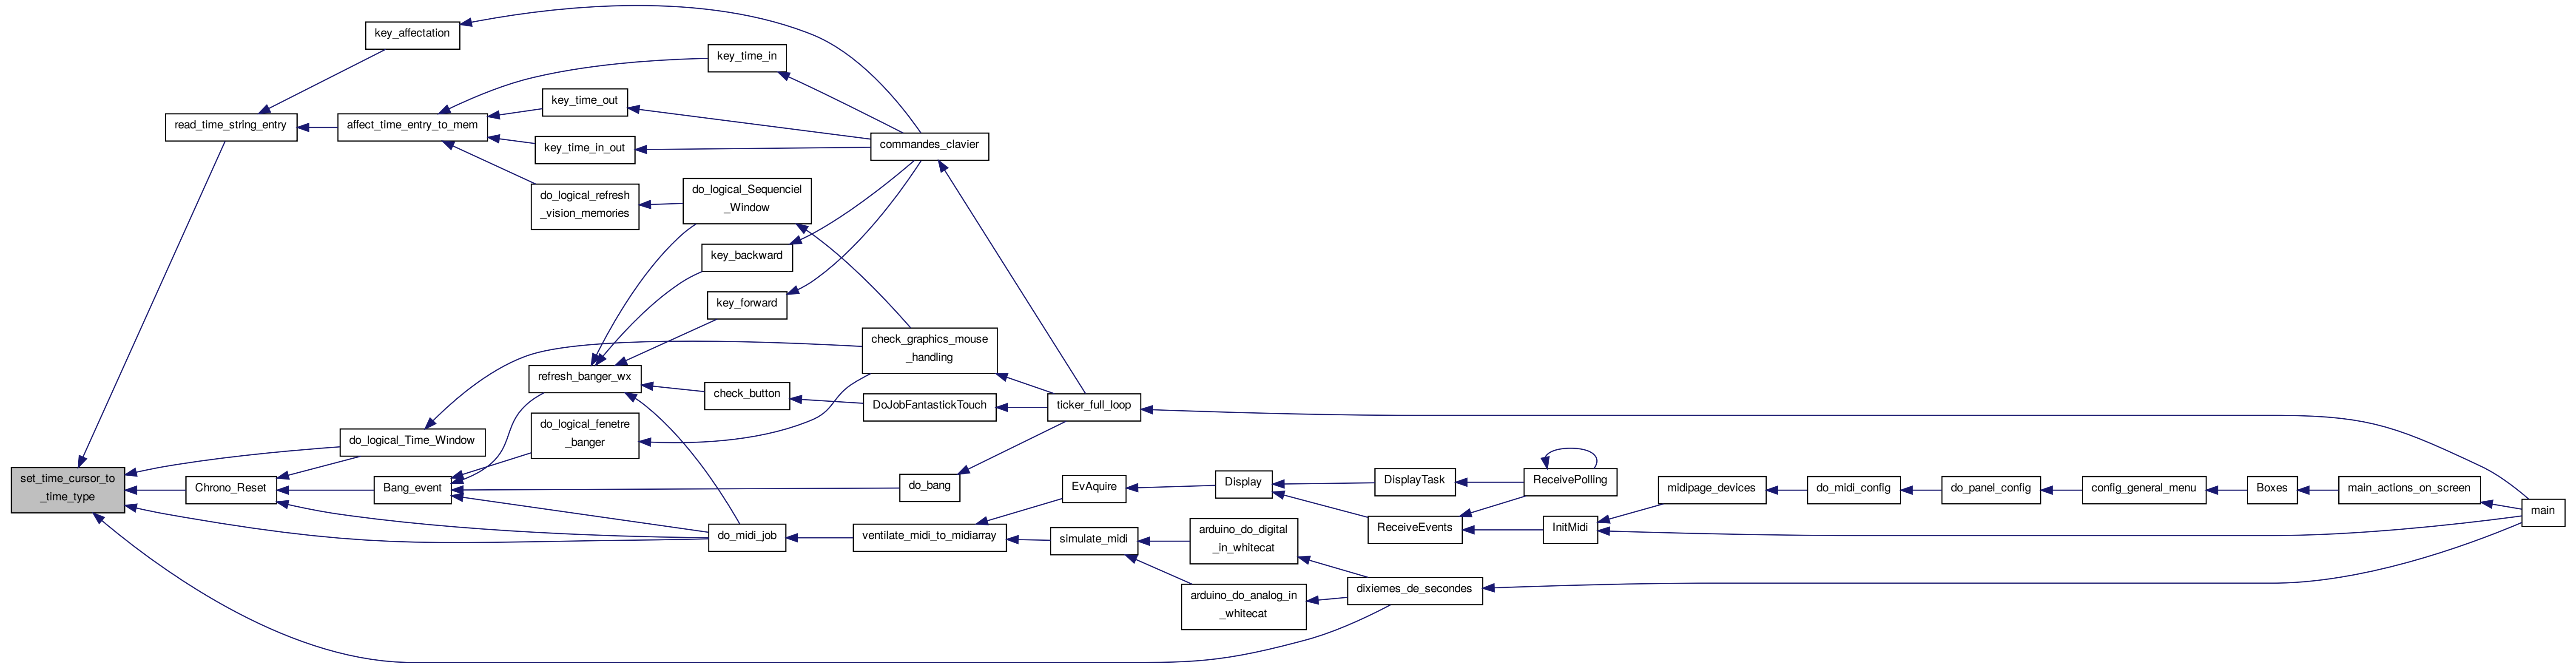 key_affectation
key_time_in
key_time_out
read_time_string_entry
affect_time_entry_to_mem
key_time_in_out
commandes_clavier
do_logical_refresh
_vision_memories
do_logical_Sequenciel
_Window
key_backward
key_forward
check_graphics_mouse
_handling
refresh_banger_wx
check_button
DoJobFantastickTouch
ticker_full_loop
do_logical_Time_Window
do_logical_fenetre
_banger
set_time_cursor_to
_time_type
Chrono_Reset
Bang_event
do_bang
EvAquire
Display
DisplayTask
ReceivePolling
midipage_devices
do_midi_config
do_panel_config
config_general_menu
Boxes
main_actions_on_screen
main
do_midi_job
ventilate_midi_to_midiarray
simulate_midi
arduino_do_digital
_in_whitecat
ReceiveEvents
InitMidi
arduino_do_analog_in
_whitecat
dixiemes_de_secondes